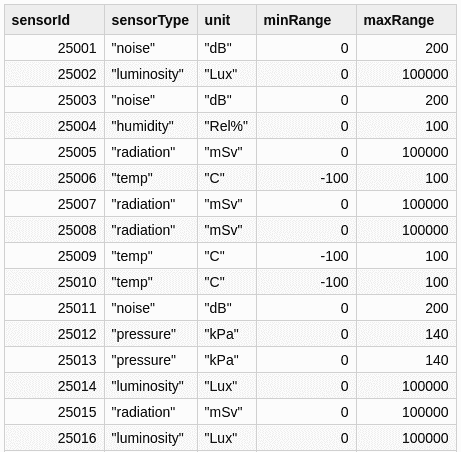 sensorId sensorType unit minRange maxRange
25001 "noise" "dB" 0 200
25002 "luminosity" "Lux" 0 100000
25003 "noise" "dB" 0 200
25004 "humidity" "Rel%" 0 100
25005 "radiation" "mSv" 0 100000
25006 "temp" "C" -100 100
25007 "radiation" "mSv" 0 100000
25008 "radiation" "mSv" 0 100000
25009 "temp" "C" -100 100
25010 "temp" "C" -100 100
25011 "noise" "dB" 0 200
25012 "pressure" "kPa" 0 140
25013 "pressure" "kPa" 0 140
25014 "luminosity" "Lux" 0 100000
25015 "radiation" "mSv" 0 100000
25016 "luminosity" "Lux" 0 100000